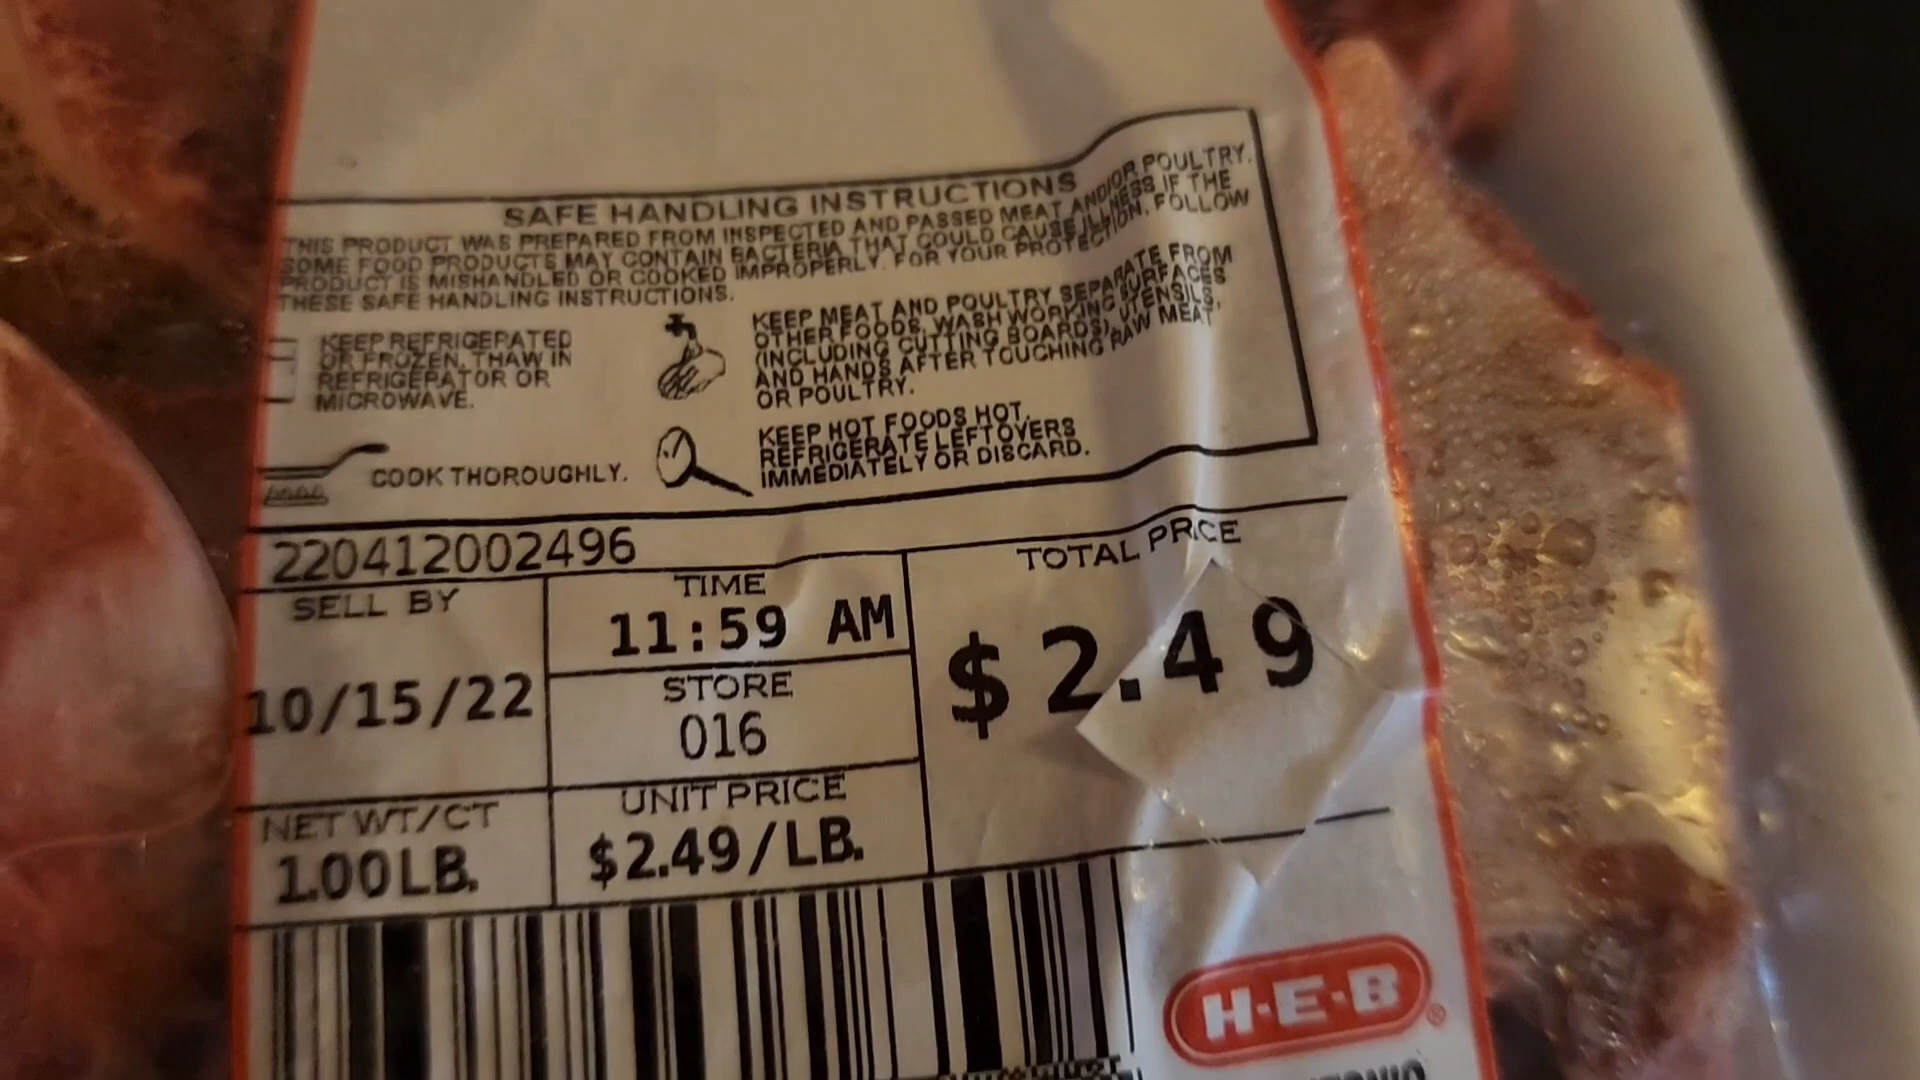 SAFE HANDLING INSTRUCTIONS
THIS PRODUCT WAS PREPARED FROM INSPECTED AND PASSED MEAT AND/OR POULTRY.
SOME FOOD PRODUCTS MAY CONTAIN BACTERIA THAT COULD CAUSE ILLNESS IF THE
PRODUCT IS MISHANDLED OR COOKED IMPROPERLY. FOR YOUR PROTECTION, FOLLOW
THESE SAFE HANDLING INSTRUCTIONS.
KEEP REFRIGERATED
OR FROZEN. THAW IN
REFRIGERATOR OR
MICROWAVE.
KEEP MEAT AND POULTRY SEPARATE FROM
OTHER FOODS. WASH WORKING SURFACES
(INCLUDING CUTTING BOARDS), UTENSILS,
AND HANDS AFTER TOUCHING RAW MEAT
OR POULTRY.
COOK THOROUGHLY.
KEEP HOT FOODS HOT.
REFRIGERATE LEFTOVERS
IMMEDIATELY OR DISCARD.
220412002496
SELL BY
10/15/22
TIME
11:59 AM
STORE
016
TOTAL PRICE
$2.49
NET WT/CT
1.00 LB.
UNIT PRICE
$2.49/LB.
H-E-B®